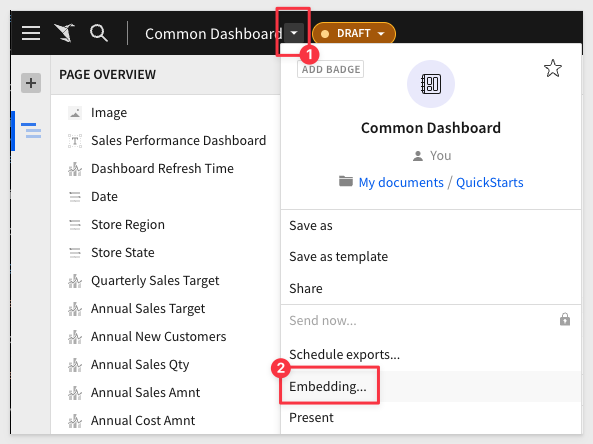 Common Dashboard
DRAFT
1
PAGE OVERVIEW
Image
Sales Performance Dashboard
Dashboard Refresh Time
Date
Store Region
Store State
Quarterly Sales Target
Annual Sales Target
Annual New Customers
Annual Sales Qty
Annual Sales Amnt
Annual Cost Amnt
ADD BADGE
Common Dashboard
You
My documents / QuickStarts
Save as
Save as template
Share
Send now...
Schedule exports...
2
Embedding...
Present